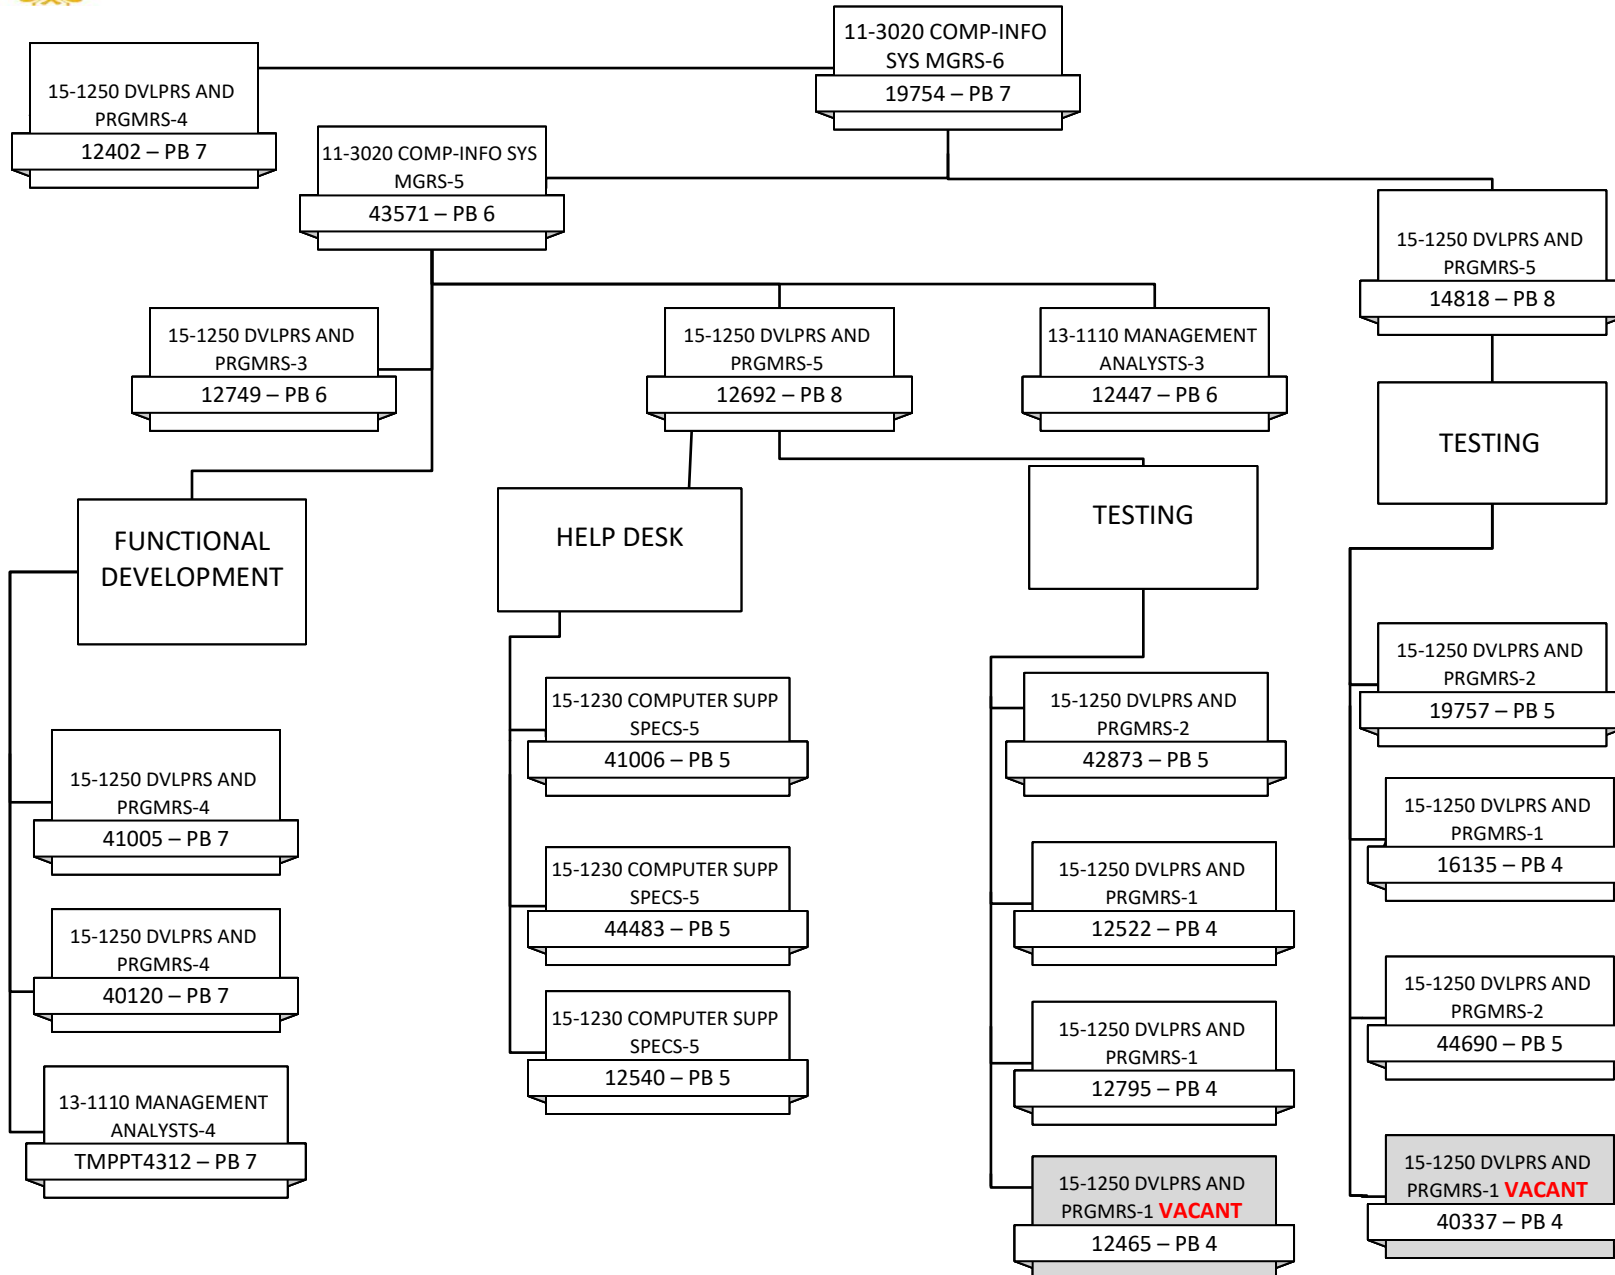 11-3020 COMP-INFO
SYS MGRS-6
19754 – PB 7
15-1250 DVLPRS AND
PRGMRS-4
12402 – PB 7
11-3020 COMP-INFO SYS
MGRS-5
43571 – PB 6
15-1250 DVLPRS AND
PRGMRS-5
14818 – PB 8
15-1250 DVLPRS AND
PRGMRS-3
12749 – PB 6
15-1250 DVLPRS AND
PRGMRS-5
12692 – PB 8
13-1110 MANAGEMENT
ANALYSTS-3
12447 – PB 6
FUNCTIONAL
DEVELOPMENT
15-1250 DVLPRS AND
PRGMRS-4
41005 – PB 7
15-1250 DVLPRS AND
PRGMRS-4
40120 – PB 7
13-1110 MANAGEMENT
ANALYSTS-4
TMPPT4312 – PB 7
HELP DESK
15-1230 COMPUTER SUPP
SPECS-5
41006 – PB 5
15-1230 COMPUTER SUPP
SPECS-5
44483 – PB 5
15-1230 COMPUTER SUPP
SPECS-5
12540 – PB 5
TESTING
15-1250 DVLPRS AND
PRGMRS-2
42873 – PB 5
15-1250 DVLPRS AND
PRGMRS-1
12522 – PB 4
15-1250 DVLPRS AND
PRGMRS-1
12795 – PB 4
15-1250 DVLPRS AND
PRGMRS-1 VACANT
12465 – PB 4
TESTING
15-1250 DVLPRS AND
PRGMRS-2
19757 – PB 5
15-1250 DVLPRS AND
PRGMRS-1
16135 – PB 4
15-1250 DVLPRS AND
PRGMRS-2
44690 – PB 5
15-1250 DVLPRS AND
PRGMRS-1 VACANT
40337 – PB 4